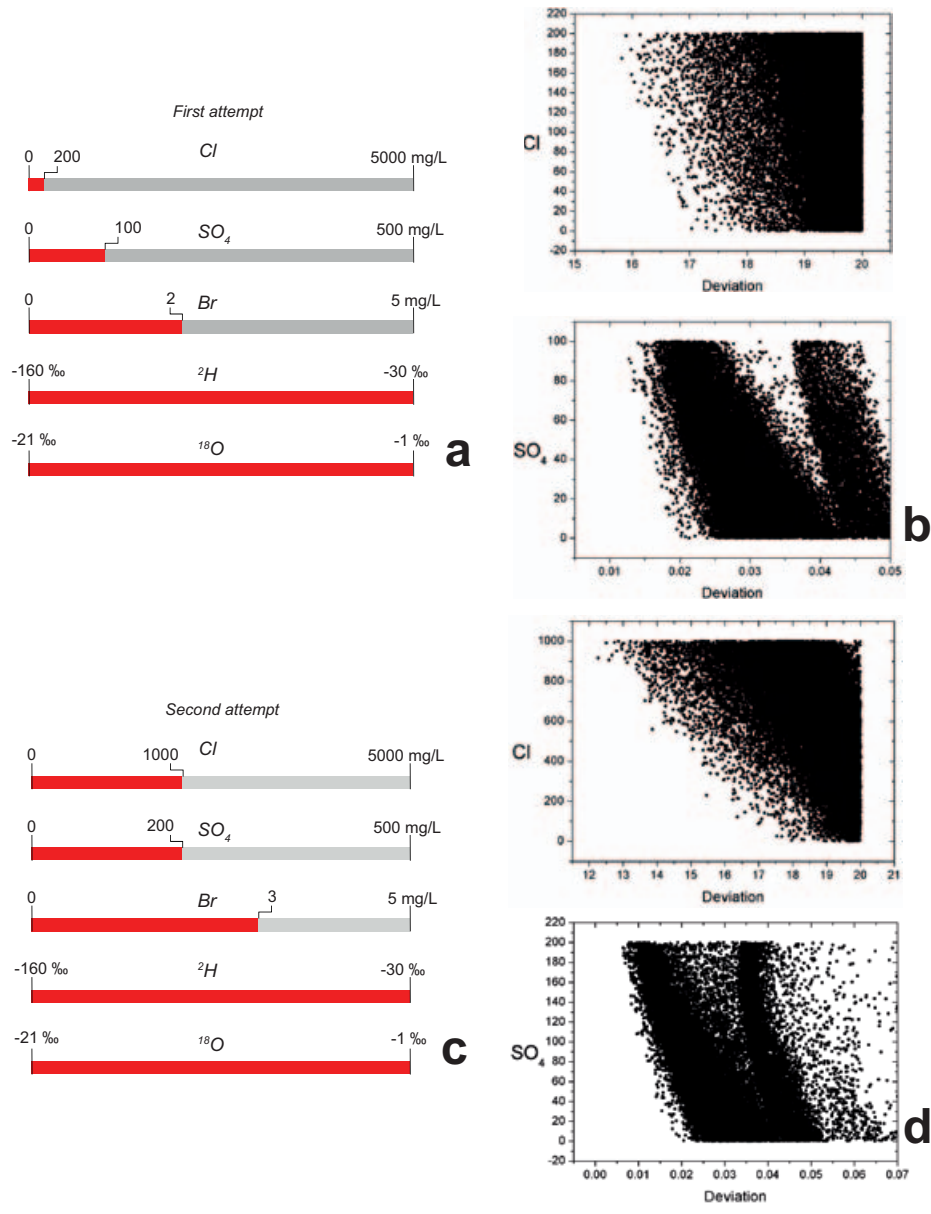 First attempt
Cl
0 200 5000 mg/L
SO4
0 100 500 mg/L
Br
0 2 5 mg/L
2H
-160 ‰ -30 ‰
18O
-21 ‰ -1 ‰
a
200
180
160
140
120
100
80
60
40
20
0
-20
Cl
15 16 17 18 19 20
Deviation
100
80
60
40
20
0
SO4
0.01 0.02 0.03 0.04 0.05
Deviation
b
Second attempt
Cl
0 1000 5000 mg/L
SO4
0 200 500 mg/L
Br
0 3 5 mg/L
2H
-160 ‰ -30 ‰
18O
-21 ‰ -1 ‰
c
1000
800
600
400
200
0
Cl
12 13 14 15 16 17 18 19 20 21
Deviation
200
180
160
140
120
100
80
60
40
20
0
-20
SO4
0.00 0.01 0.02 0.03 0.04 0.05 0.06 0.07
Deviation
d